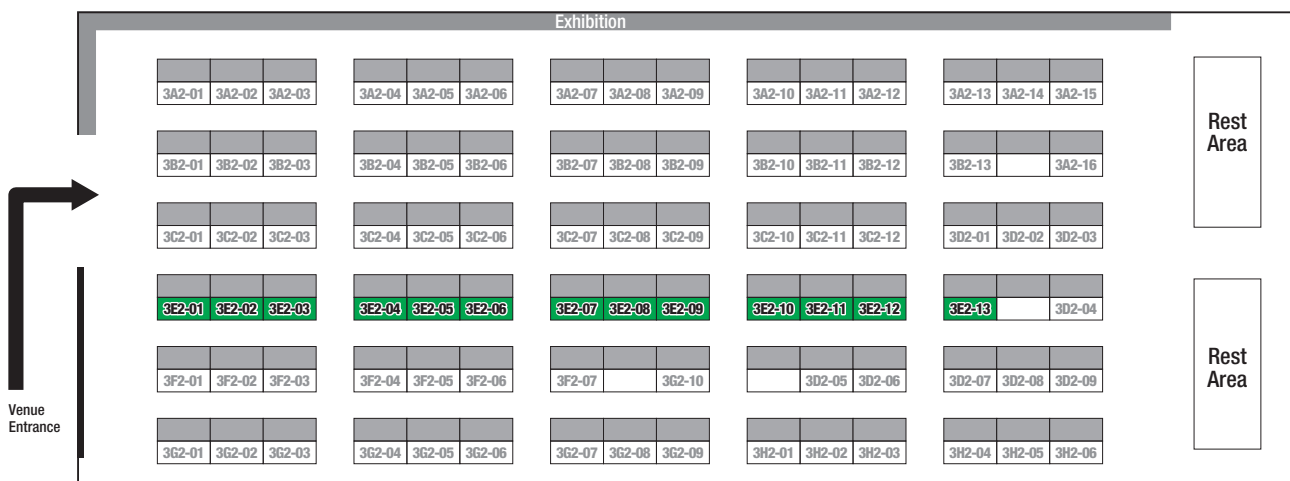 Exhibition
3A2-01 3A2-02 3A2-03 3A2-04 3A2-05 3A2-06 3A2-07 3A2-08 3A2-09 3A2-10 3A2-11 3A2-12 3A2-13 3A2-14 3A2-15
Rest
Area
3B2-01 3B2-02 3B2-03 3B2-04 3B2-05 3B2-06 3B2-07 3B2-08 3B2-09 3B2-10 3B2-11 3B2-12 3B2-13 3A2-16
3C2-01 3C2-02 3C2-03 3C2-04 3C2-05 3C2-06 3C2-07 3C2-08 3C2-09 3C2-10 3C2-11 3C2-12 3D2-01 3D2-02 3D2-03
3E2-01 3E2-02 3E2-03 3E2-04 3E2-05 3E2-06 3E2-07 3E2-08 3E2-09 3E2-10 3E2-11 3E2-12 3E2-13 3D2-04
Rest
Area
3F2-01 3F2-02 3F2-03 3F2-04 3F2-05 3F2-06 3F2-07 3G2-10 3D2-05 3D2-06 3D2-07 3D2-08 3D2-09
Venue
Entrance
3G2-01 3G2-02 3G2-03 3G2-04 3G2-05 3G2-06 3G2-07 3G2-08 3G2-09 3H2-01 3H2-02 3H2-03 3H2-04 3H2-05 3H2-06